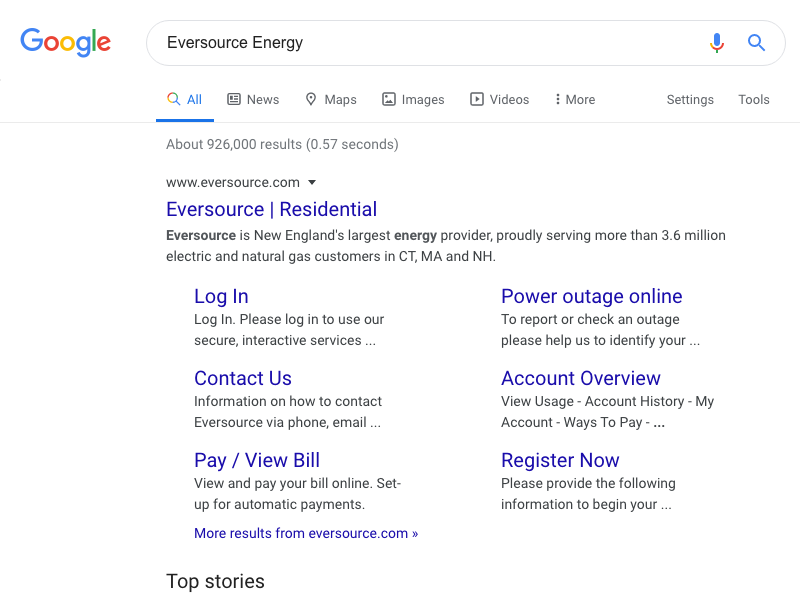 Google
Eversource Energy
All News Maps Images Videos More Settings Tools
About 926,000 results (0.57 seconds)
www.eversource.com
Eversource | Residential
Eversource is New England's largest energy provider, proudly serving more than 3.6 million
electric and natural gas customers in CT, MA and NH.
Log In
Log In. Please log in to use our
secure, interactive services ...
Power outage online
To report or check an outage
please help us to identify your ...
Contact Us
Information on how to contact
Eversource via phone, email ...
Account Overview
View Usage - Account History - My
Account - Ways To Pay - ...
Pay / View Bill
View and pay your bill online. Set-
up for automatic payments.
Register Now
Please provide the following
information to begin your ...
More results from eversource.com »
Top stories